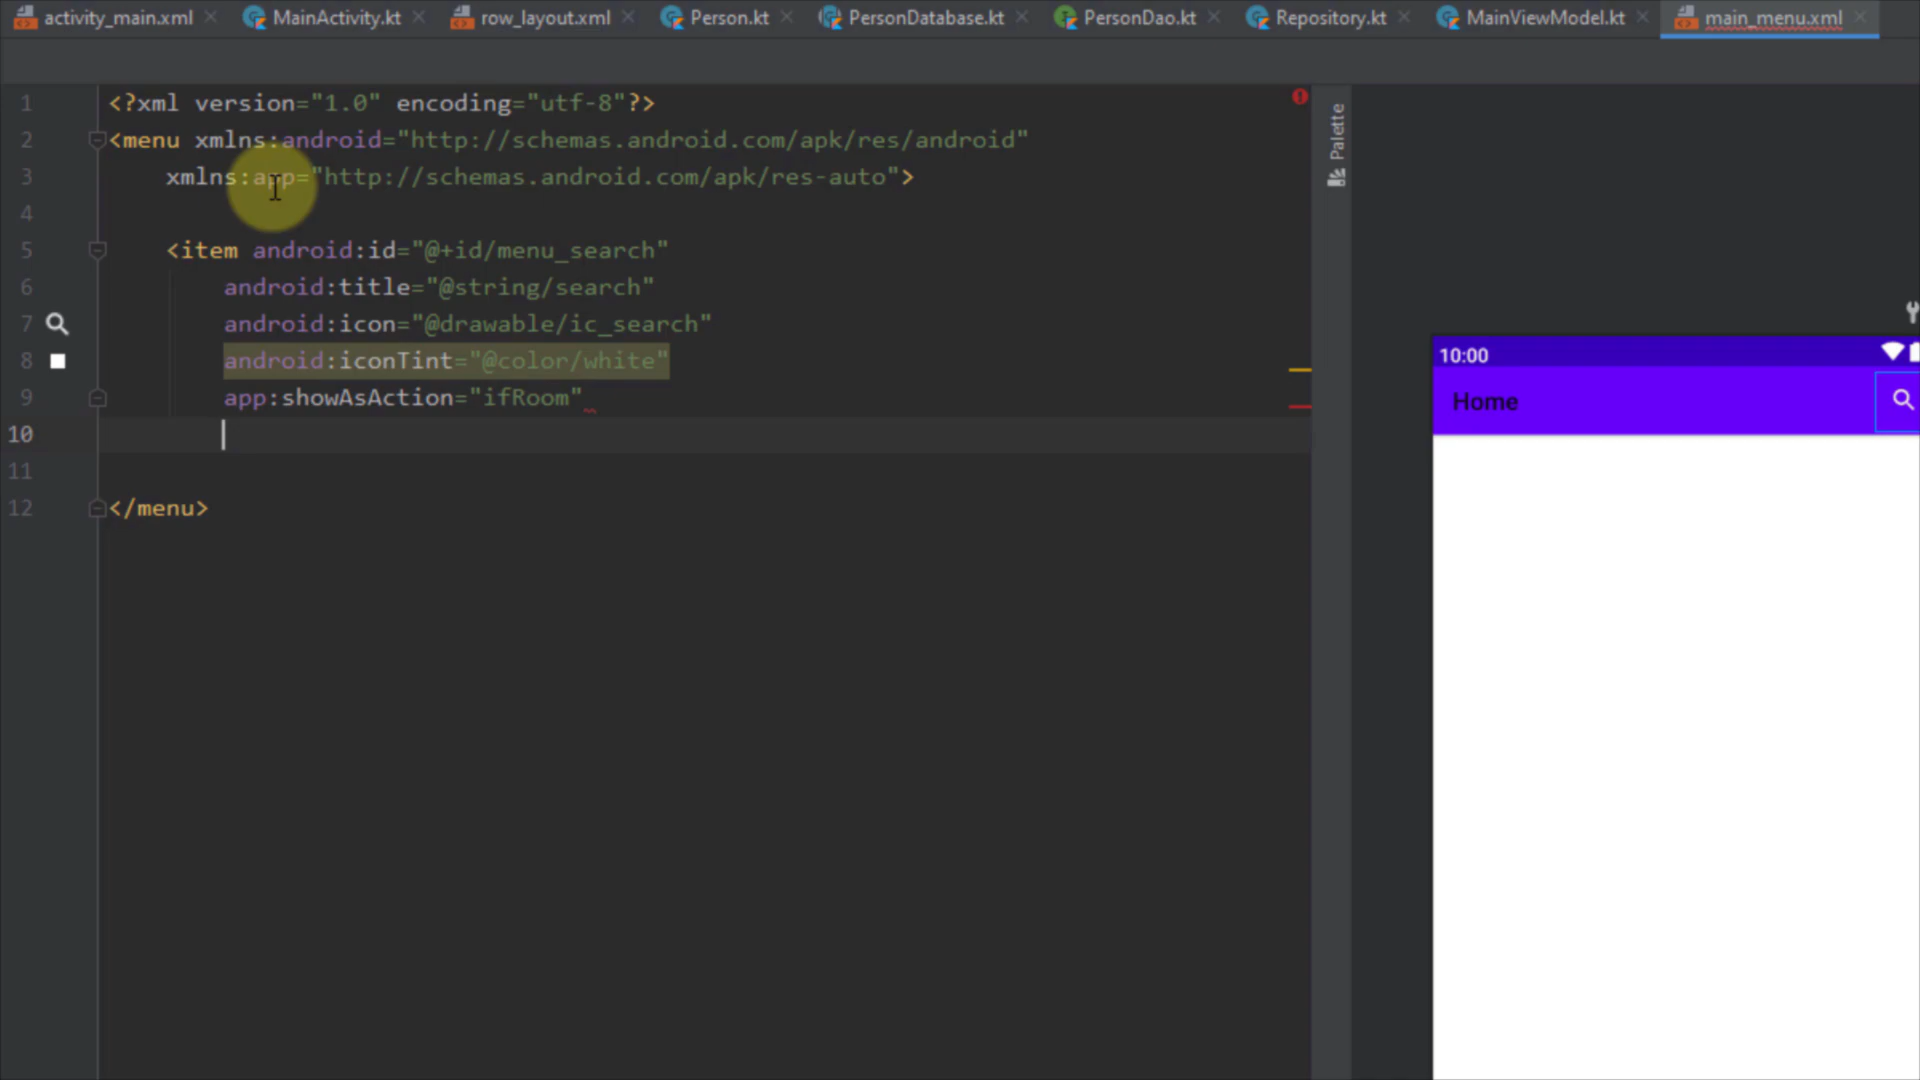 activity_main.xml MainActivity.kt row_layout.xml Person.kt PersonDatabase.kt PersonDao.kt Repository.kt MainViewModel.kt main_menu.xml
1 <?xml version="1.0" encoding="utf-8"?>
2 <menu xmlns:android="http://schemas.android.com/apk/res/android"
3 xmlns:app="http://schemas.android.com/apk/res-auto">
4
5 <item android:id="@+id/menu_search"
6 android:title="@string/search"
7 android:icon="@drawable/ic_search"
8 android:iconTint="@color/white"
9 app:showAsAction="ifRoom"
10
11
12 </menu>
Palette
10:00
Home